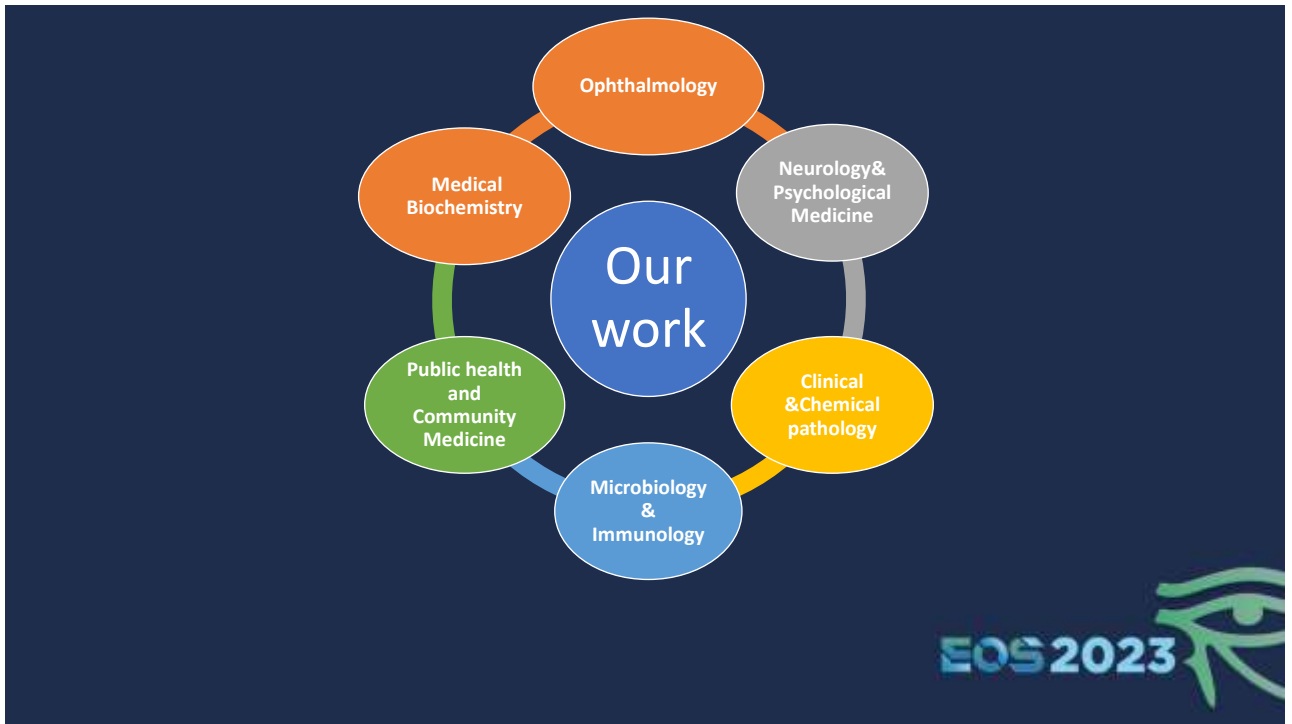 Ophthalmology
Neurology&
Psychological
Medicine
Clinical
&Chemical
pathology
Microbiology
&
Immunology
Public health
and
Community
Medicine
Medical
Biochemistry
Our
work
EOS 2023